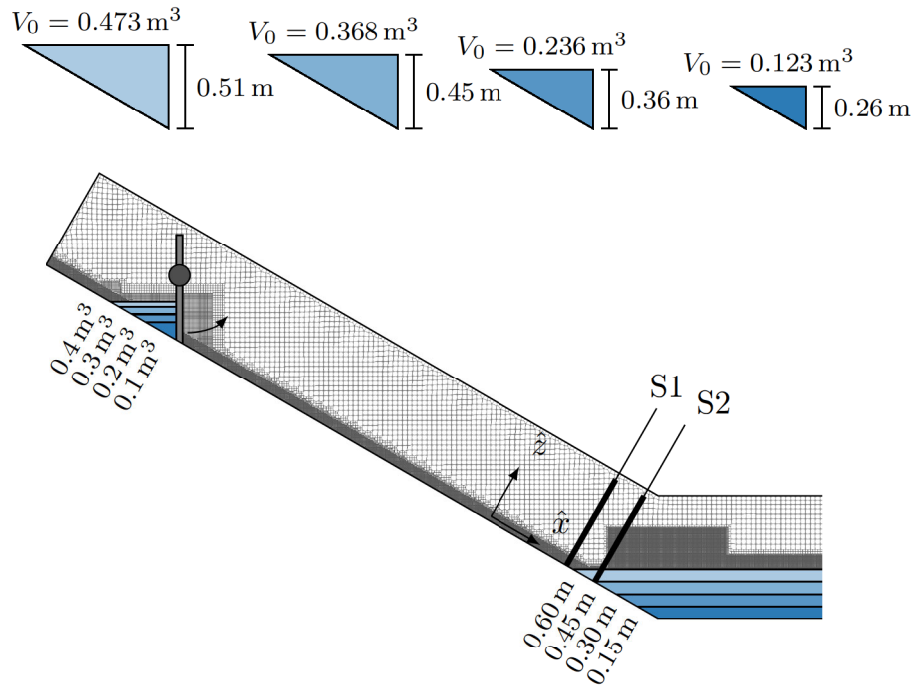 V₀ = 0.473 m³
0.51 m
V₀ = 0.368 m³
0.45 m
V₀ = 0.236 m³
0.36 m
V₀ = 0.123 m³
0.26 m
0.4 m³
0.3 m³
0.2 m³
0.1 m³
S1
S2
ẑ
x̂
0.60 m
0.45 m
0.30 m
0.15 m